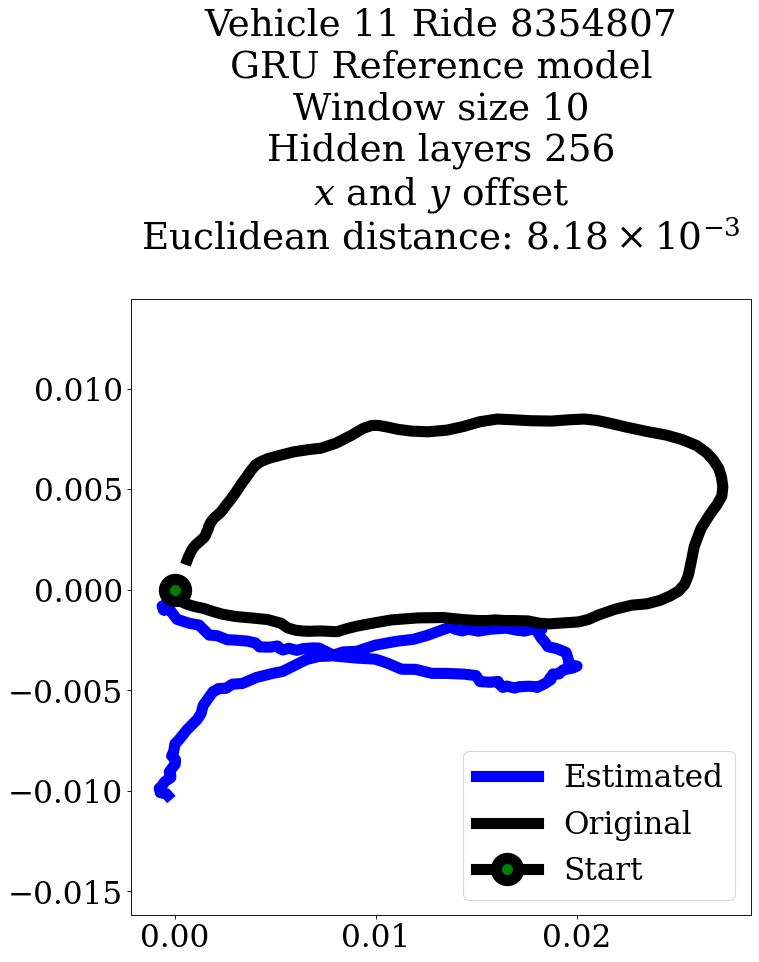 Vehicle 11 Ride 8354807
GRU Reference model
Window size 10
Hidden layers 256
x and y offset
Euclidean distance: 8.18 × 10⁻³
0.010
0.005
0.000
−0.005
−0.010
−0.015
Estimated
Original
Start
0.00 0.01 0.02